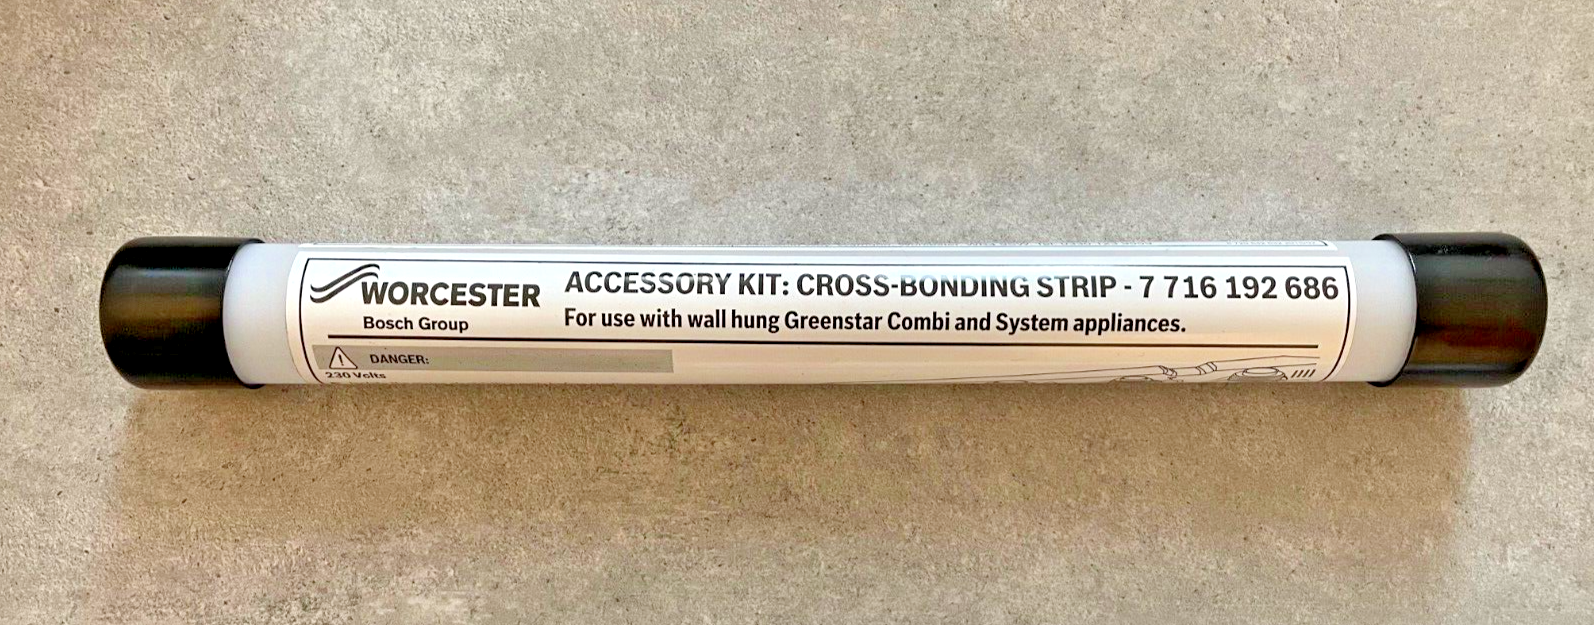 WORCESTER
Bosch Group
ACCESSORY KIT: CROSS-BONDING STRIP - 7 716 192 686
For use with wall hung Greenstar Combi and System appliances.
DANGER:
230 Volts